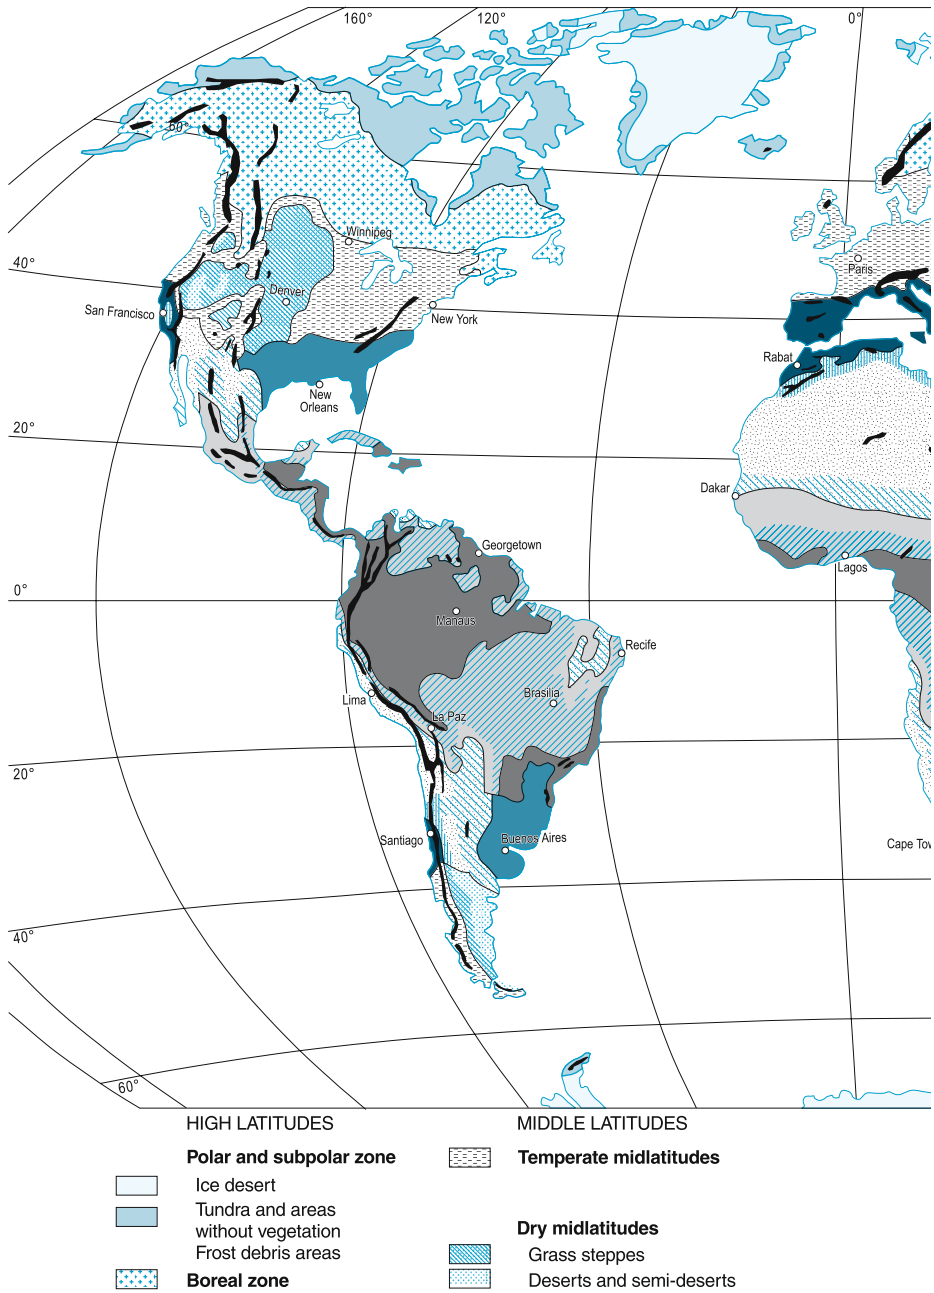 160°
120°
0°
60°
Winnipeg
40°
Paris
Denver
San Francisco
New York
Rabat
New
Orleans
20°
Dakar
Georgetown
Lagos
0°
Manaus
Recife
Brasilia
Lima
La Paz
20°
Santiago
Buenos Aires
Cape Tow
40°
60°
HIGH LATITUDES
Polar and subpolar zone
Ice desert
Tundra and areas
without vegetation
Frost debris areas
Boreal zone
MIDDLE LATITUDES
Temperate midlatitudes
Dry midlatitudes
Grass steppes
Deserts and semi-deserts